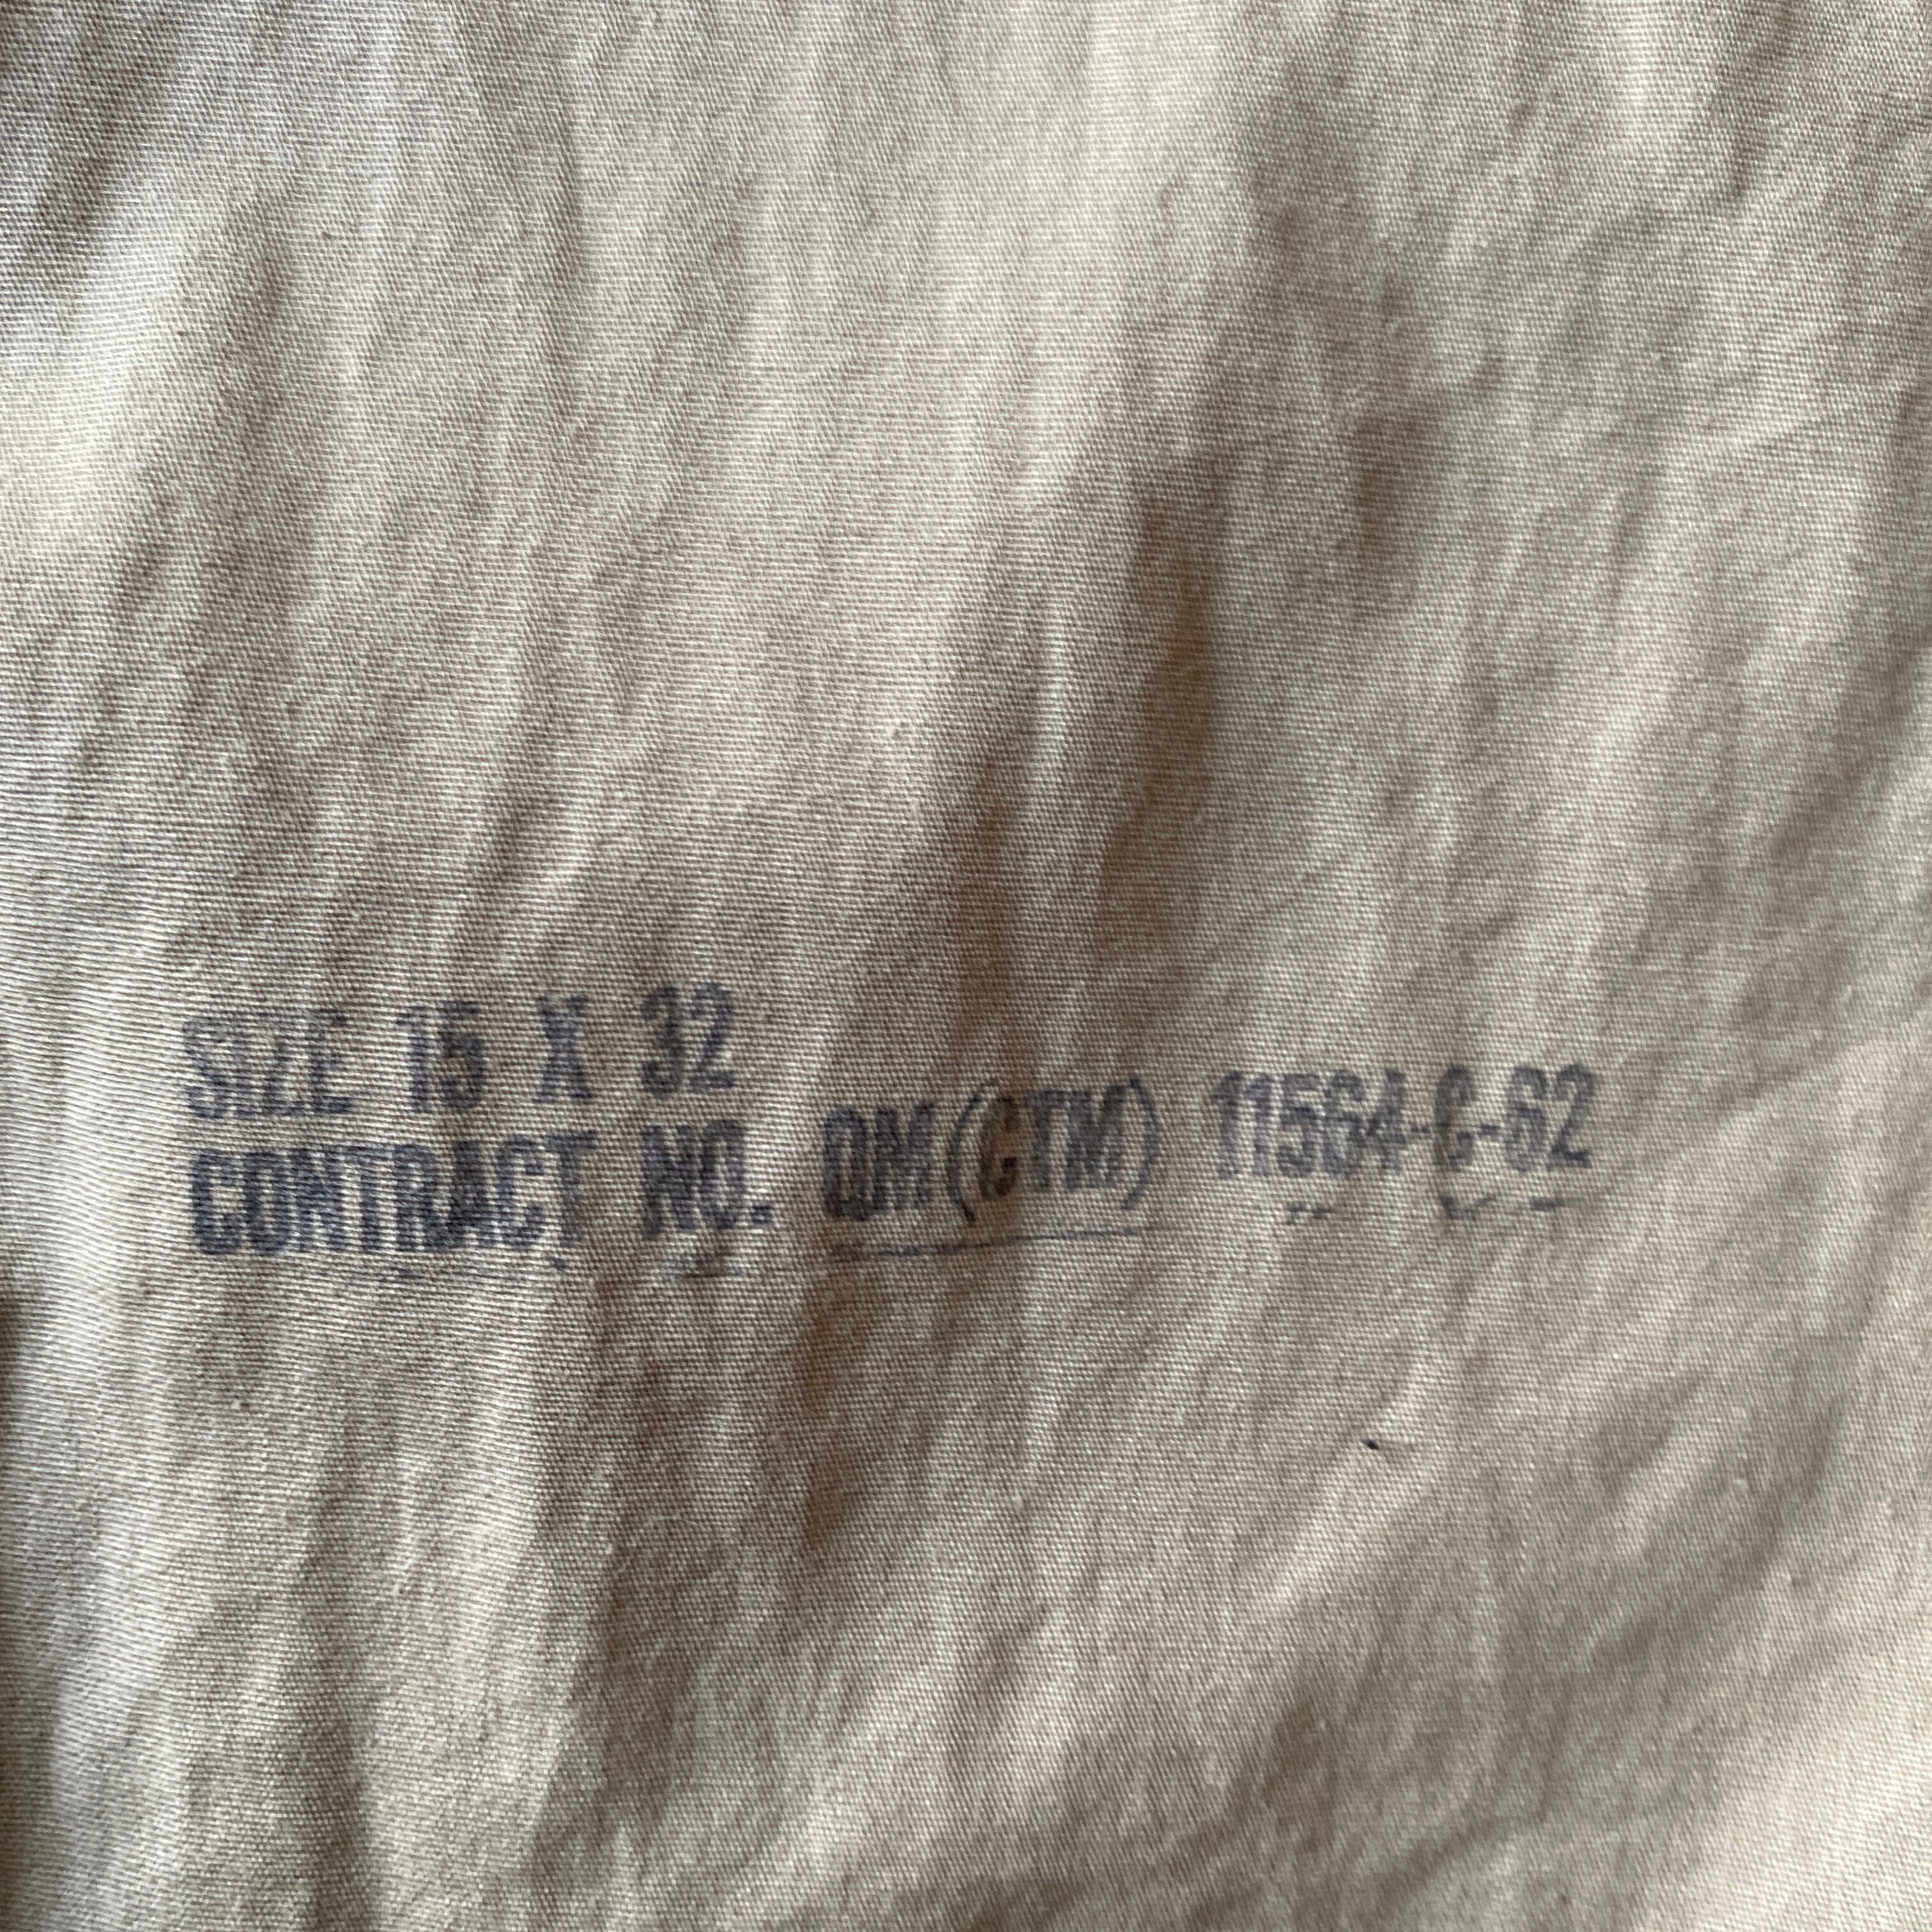 SIZE 15 X 32
CONTRACT NO. QM(CTM) 11564-C-62